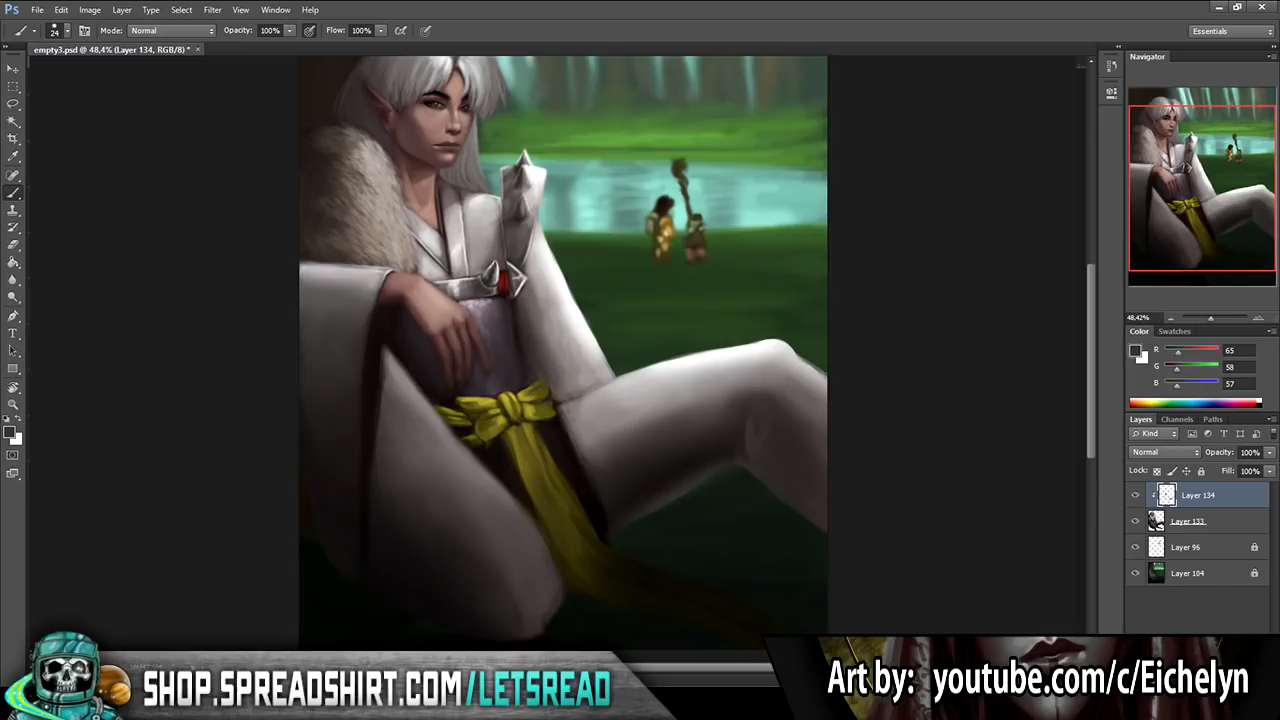 Ps File Edit Image Layer Type Select Filter View Window Help
24 Mode: Normal Opacity: 100% Flow: 100% Essentials
empty3.psd @ 48,4% (Layer 134, RGB/8) * ×
Navigator
48,42%
Color Swatches
R 65
G 58
B 57
Layers Channels Paths
Kind
Normal Opacity: 100%
Lock: Fill: 100%
Layer 134
Layer 133
Layer 96
Layer 104
SHOP.SPREADSHIRT.COM/LETSREAD
Art by: youtube.com/c/Eichelyn